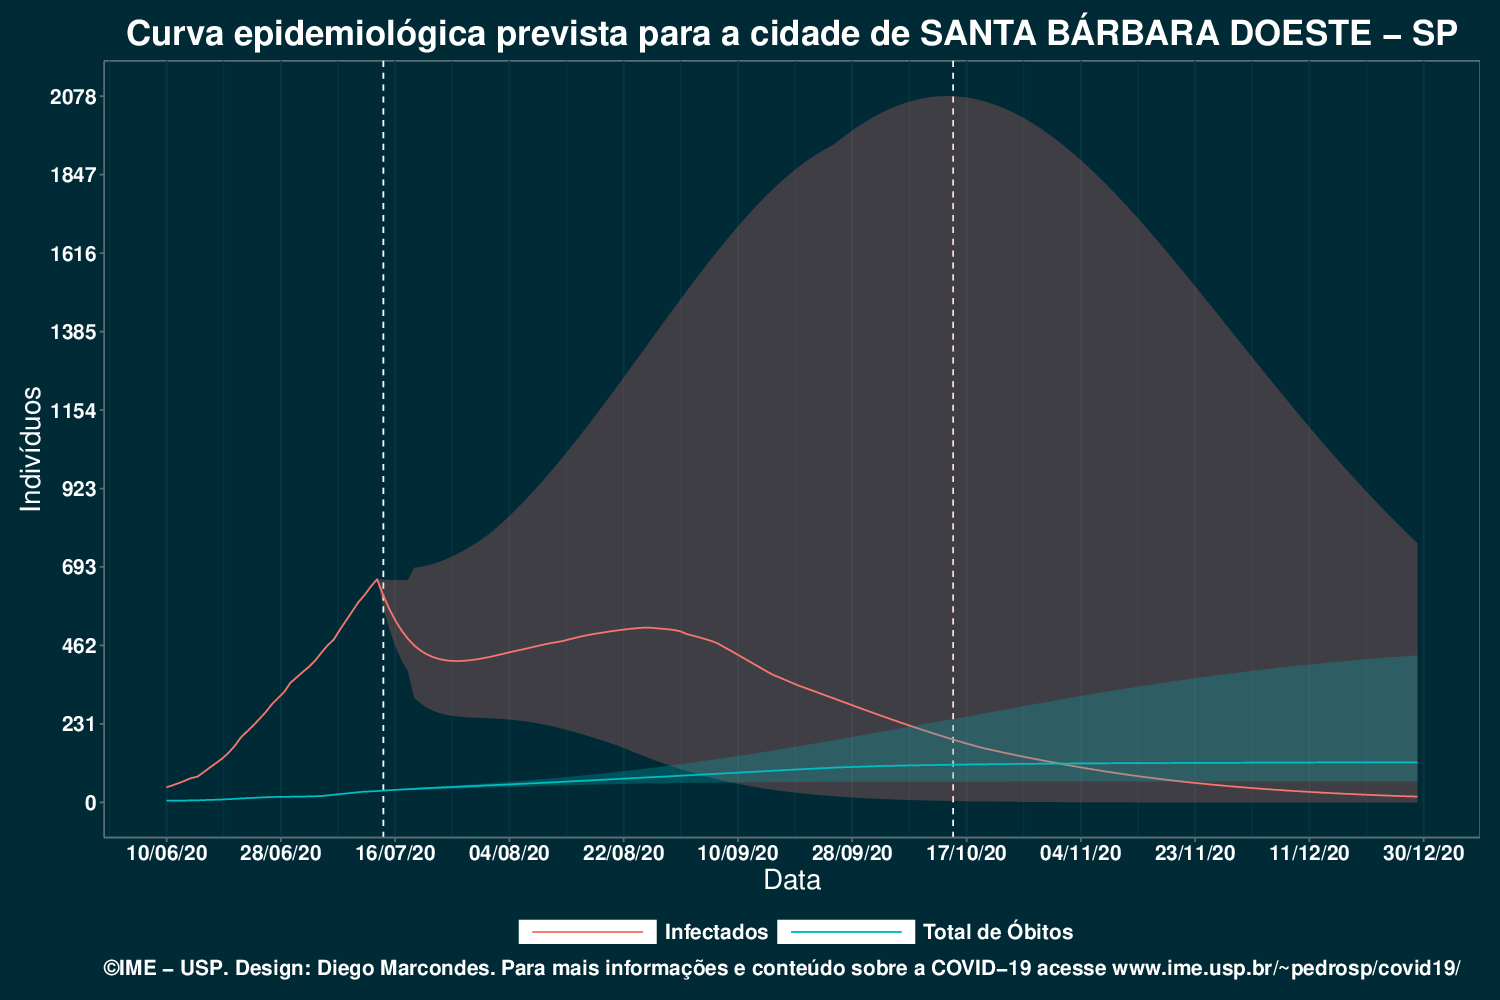 Curva epidemiológica prevista para a cidade de SANTA BÁRBARA DOESTE – SP
Indivíduos
2078
1847
1616
1385
1154
923
693
462
231
0
10/06/20 28/06/20 16/07/20 04/08/20 22/08/20 10/09/20 28/09/20 17/10/20 04/11/20 23/11/20 11/12/20 30/12/20
Data
Infectados Total de Óbitos
©IME – USP. Design: Diego Marcondes. Para mais informações e conteúdo sobre a COVID–19 acesse www.ime.usp.br/~pedrosp/covid19/